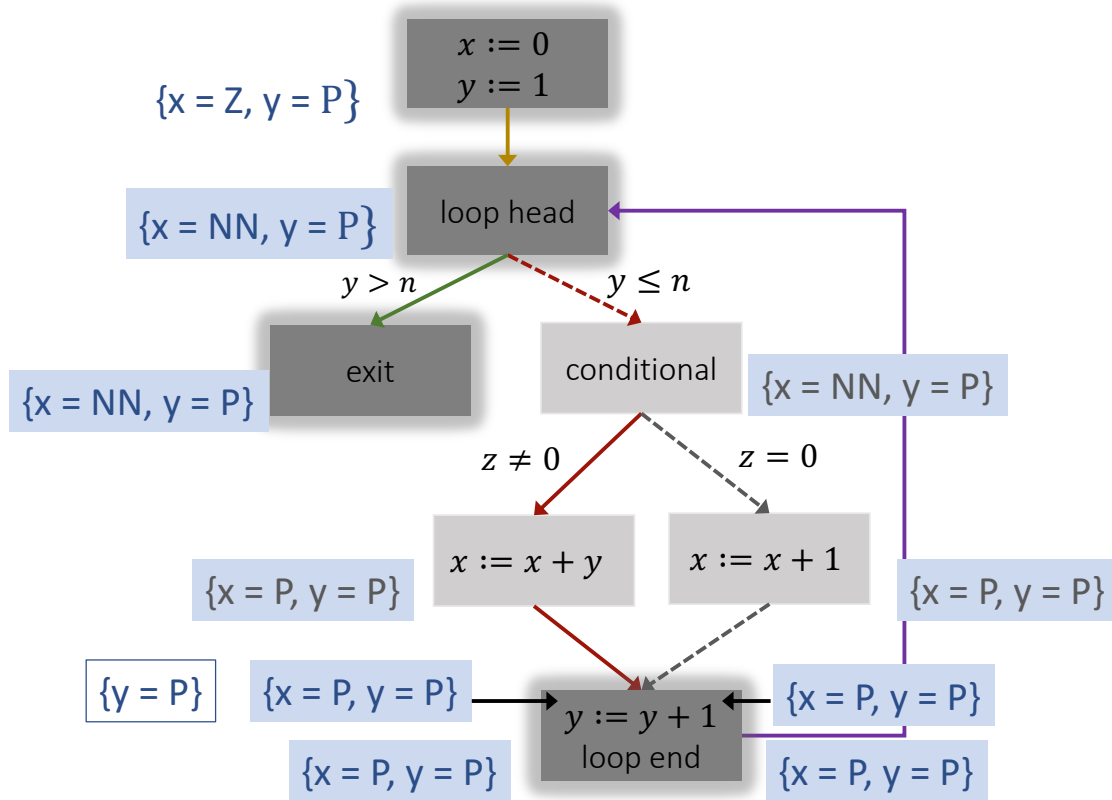 x := 0
y := 1
{x = Z, y = P}
loop head
{x = NN, y = P}
y > n
y ≤ n
exit
conditional
{x = NN, y = P}
{x = NN, y = P}
z ≠ 0
z = 0
x := x + y
x := x + 1
{x = P, y = P}
{x = P, y = P}
{y = P}
{x = P, y = P}
y := y + 1
loop end
{x = P, y = P}
{x = P, y = P}
{x = P, y = P}